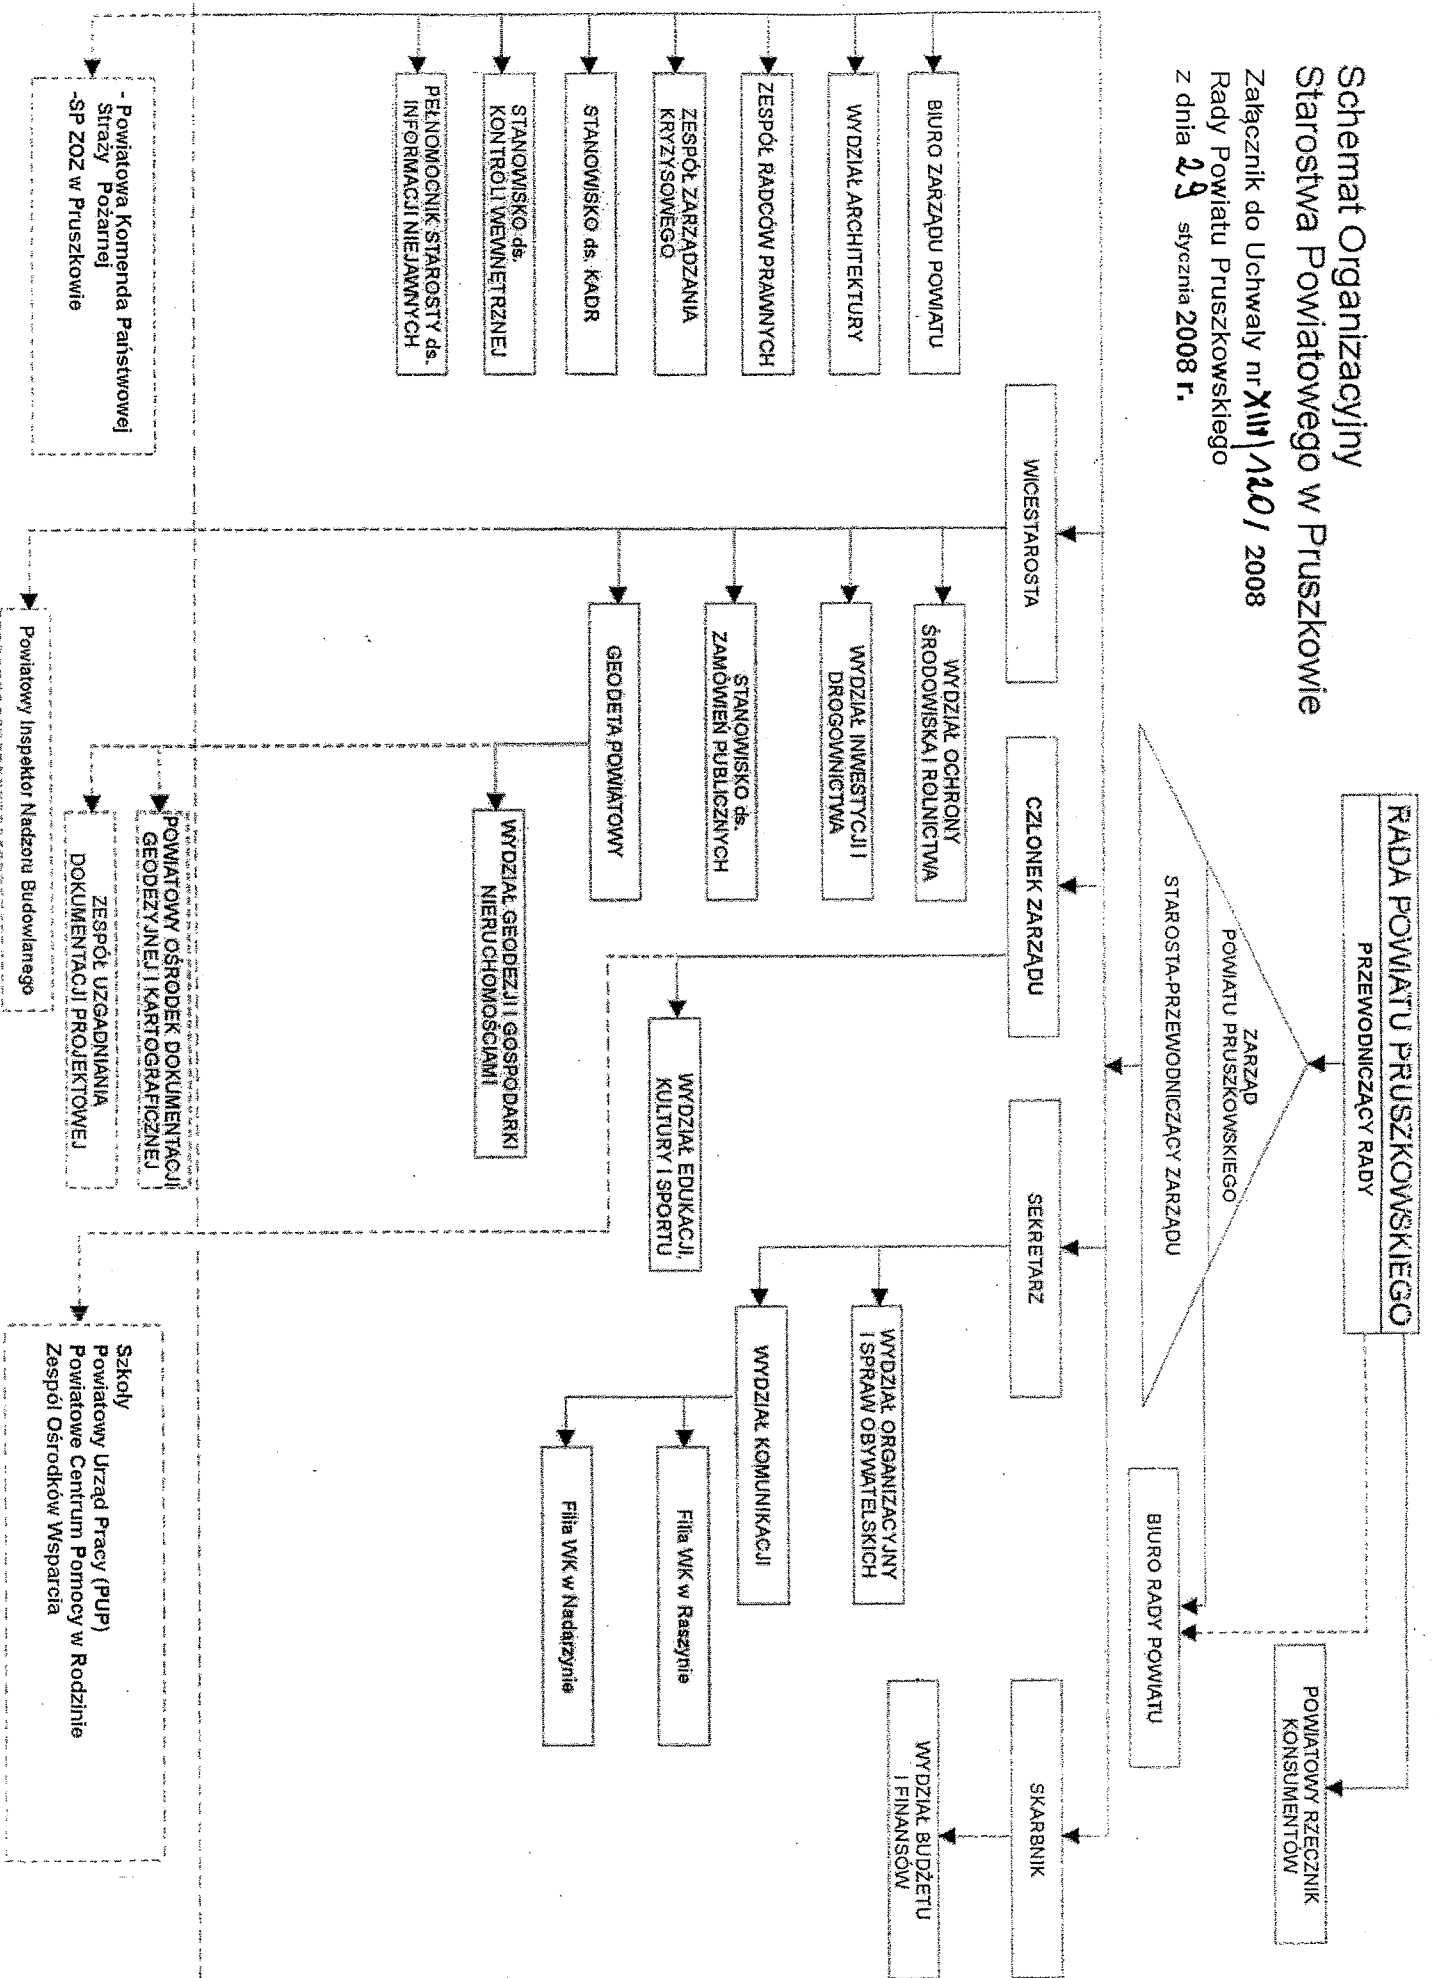 Schemat Organizacyjny
Starostwa Powiatowego w Pruszkowie
Załącznik do Uchwały nr XIII/120/ 2008
Rady Powiatu Pruszkowskiego
z dnia 29 stycznia 2008 r.
RADA POWIATU PRUSZKOWSKIEGO
PRZEWODNICZĄCY RADY
POWIATOWY RZECZNIK
KONSUMENTÓW
ZARZĄD
POWIATU PRUSZKOWSKIEGO
STAROSTA-PRZEWODNICZĄCY ZARZĄDU
BIURO RADY POWIATU
WICESTAROSTA
CZŁONEK ZARZĄDU
SEKRETARZ
SKARBNIK
BIURO ZARZĄDU POWIATU
WYDZIAŁ ARCHITEKTURY
ZESPÓŁ RADCÓW PRAWNYCH
ZESPÓŁ ZARZĄDZANIA
KRYZYSOWEGO
STANOWISKO ds. KADR
STANOWISKO ds.
KONTROLI WEWNĘTRZNEJ
PEŁNOMOCNIK STAROSTY ds.
INFORMACJI NIEJAWNYCH
- Powiatowa Komenda Państwowej
Straży Pożarnej
-SP ZOZ w Pruszkowie
WYDZIAŁ OCHRONY
ŚRODOWISKA I ROLNICTWA
WYDZIAŁ INWESTYCJI I
DROGOWNICTWA
STANOWISKO ds.
ZAMÓWIEŃ PUBLICZNYCH
GEODETA POWIATOWY
WYDZIAŁ GEODEZJI I GOSPODARKI
NIERUCHOMOŚCIAMI
POWIATOWY OŚRODEK DOKUMENTACJI
GEODEZYJNEJ I KARTOGRAFICZNEJ
ZESPÓŁ UZGADNIANIA
DOKUMENTACJI PROJEKTOWEJ
Powiatowy Inspektor Nadzoru Budowlanego
WYDZIAŁ EDUKACJI,
KULTURY I SPORTU
WYDZIAŁ ORGANIZACYJNY
I SPRAW OBYWATELSKICH
WYDZIAŁ KOMUNIKACJI
Filia WK w Raszynie
Filia WK w Nadarzynie
WYDZIAŁ BUDŻETU
I FINANSÓW
Szkoły
Powiatowy Urząd Pracy (PUP)
Powiatowe Centrum Pomocy w Rodzinie
Zespół Ośrodków Wsparcia